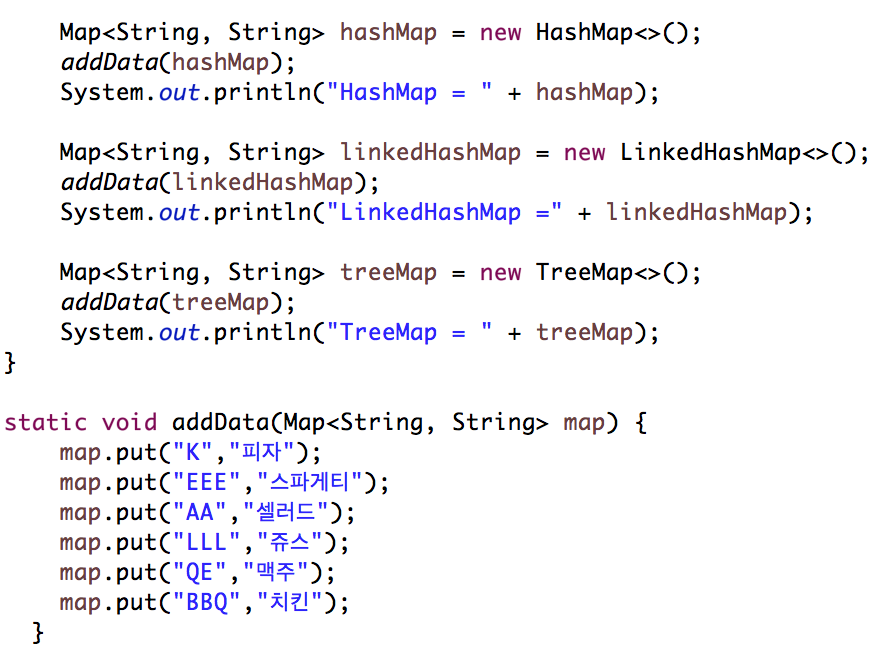 Map<String, String> hashMap = new HashMap<>();
addData(hashMap);
System.out.println("HashMap = " + hashMap);
Map<String, String> linkedHashMap = new LinkedHashMap<>();
addData(linkedHashMap);
System.out.println("LinkedHashMap =" + linkedHashMap);
Map<String, String> treeMap = new TreeMap<>();
addData(treeMap);
System.out.println("TreeMap = " + treeMap);
}
static void addData(Map<String, String> map) {
map.put("K","피자");
map.put("EEE","스파게티");
map.put("AA","셀러드");
map.put("LLL","쥬스");
map.put("QE","맥주");
map.put("BBQ","치킨");
}